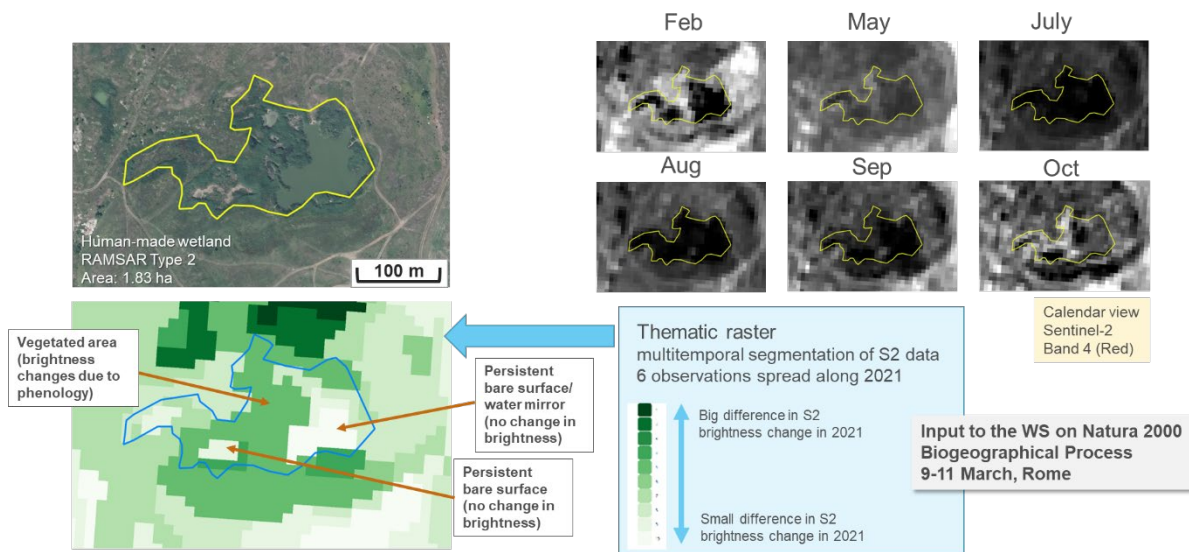 Feb
May
July
Aug
Sep
Oct
Human-made wetland
RAMSAR Type 2
Area: 1.83 ha
100 m
Calendar view
Sentinel-2
Band 4 (Red)
Vegetated area
(brightness
changes due to
phenology)
Persistent
bare surface/
water mirror
(no change in
brightness)
Persistent
bare surface
(no change in
brightness)
Thematic raster
multitemporal segmentation of S2 data
6 observations spread along 2021
Big difference in S2
brightness change in 2021
Small difference in S2
brightness change in 2021
Input to the WS on Natura 2000
Biogeographical Process
9-11 March, Rome